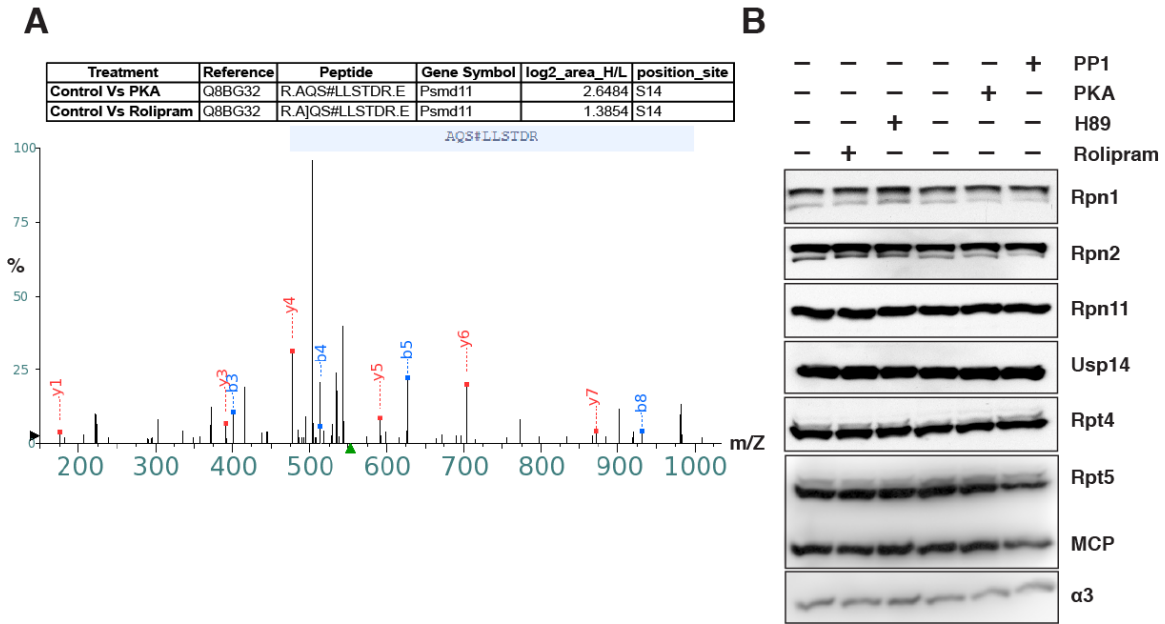 A
Treatment Reference Peptide Gene Symbol log2_area_H/L position_site
Control Vs PKA Q8BG32 R.AQS#LLSTDR.E Psmd11 2.6484 S14
Control Vs Rolipram Q8BG32 R.A]QS#LLSTDR.E Psmd11 1.3854 S14
AQS#LLSTDR
100
75
50
25
0
%
y1
y3
b3
y4
b4
y5
b5
y6
y7
b8
200 300 400 500 600 700 800 900 1000
m/Z
B
– – – – – + PP1
– – – – + – PKA
– – + – – – H89
– + – – – – Rolipram
Rpn1
Rpn2
Rpn11
Usp14
Rpt4
Rpt5
MCP
α3